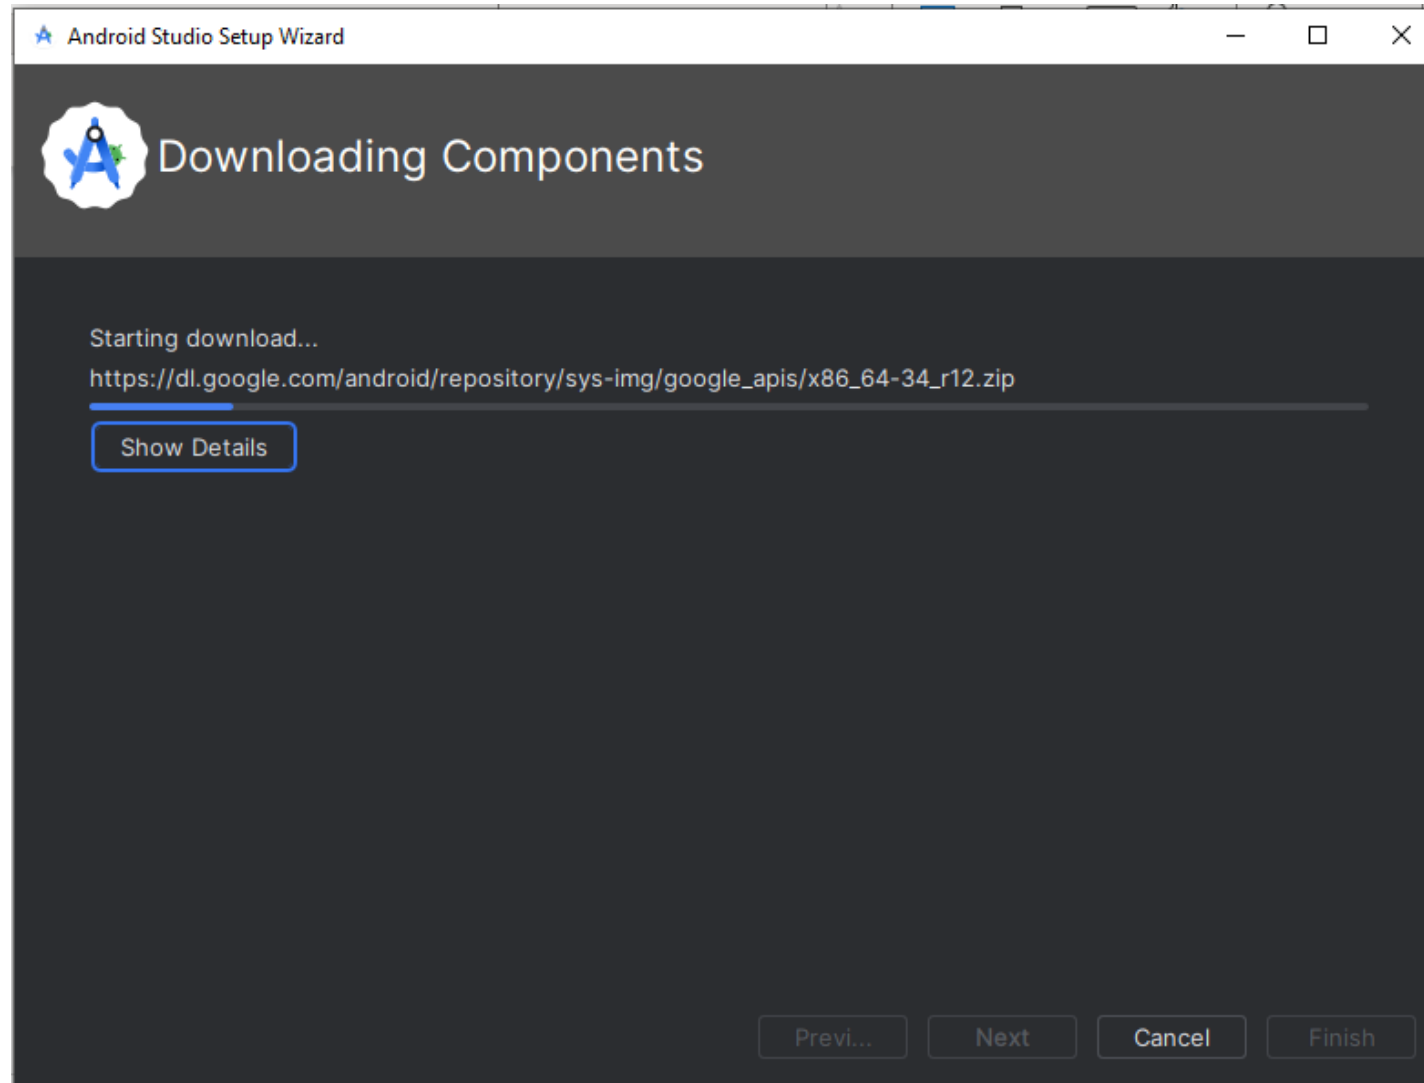 Android Studio Setup Wizard
Downloading Components
Starting download...
https://dl.google.com/android/repository/sys-img/google_apis/x86_64-34_r12.zip
Show Details
Previ... Next Cancel Finish